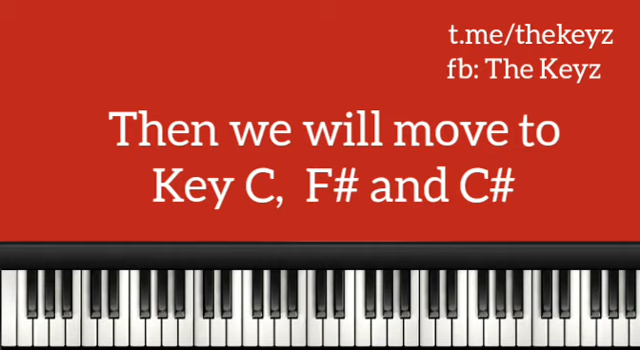 t.me/thekeyz
fb: The Keyz
Then we will move to
Key C, F# and C#